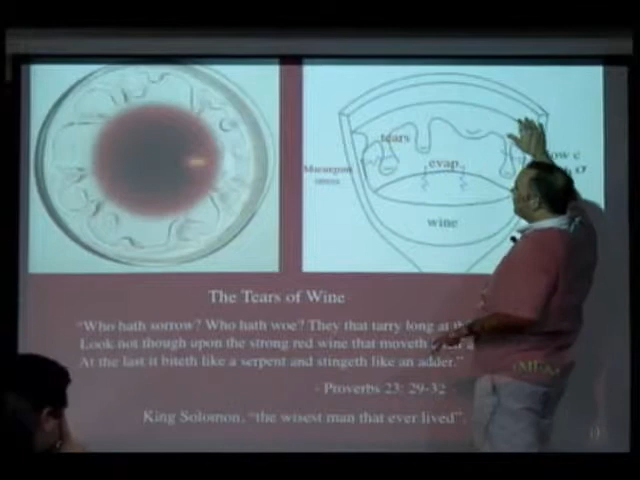 tears
evap.
Marangoni
stress
wine
The Tears of Wine
"Who hath sorrow? Who hath woe? They that tarry long at
Look not though upon the strong red wine that moveth
At the last it biteth like a serpent and stingeth like an adder."
- Proverbs 23: 29-32
King Solomon, "the wisest man that ever lived".